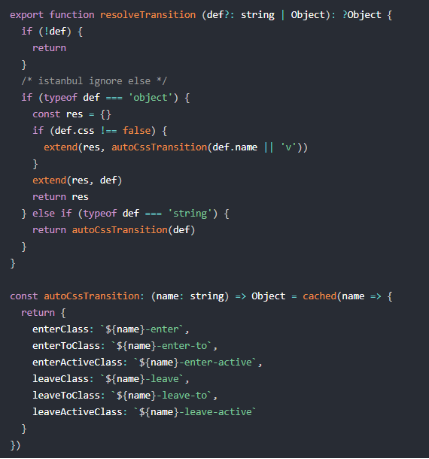 export function resolveTransition (def?: string | Object): ?Object {
  if (!def) {
    return
  }
  /* istanbul ignore else */
  if (typeof def === 'object') {
    const res = {}
    if (def.css !== false) {
      extend(res, autoCssTransition(def.name || 'v'))
    }
    extend(res, def)
    return res
  } else if (typeof def === 'string') {
    return autoCssTransition(def)
  }
}

const autoCssTransition: (name: string) => Object = cached(name => {
  return {
    enterClass: `${name}-enter`,
    enterToClass: `${name}-enter-to`,
    enterActiveClass: `${name}-enter-active`,
    leaveClass: `${name}-leave`,
    leaveToClass: `${name}-leave-to`,
    leaveActiveClass: `${name}-leave-active`
  }
})